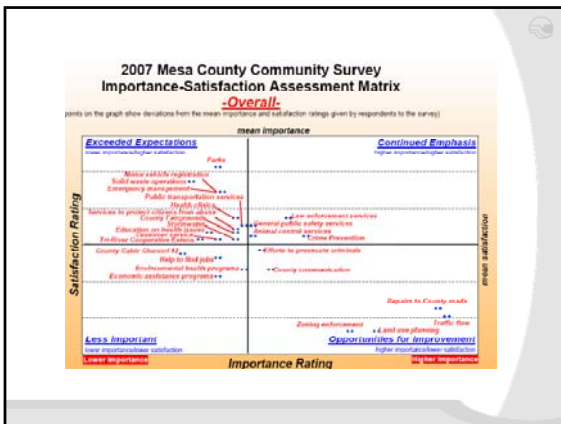 2007 Mesa County Community Survey
Importance-Satisfaction Assessment Matrix
-Overall-
points on the graph show deviations from the mean importance and satisfaction ratings given by respondents to the survey)
mean importance
Exceeded Expectations
lower importance/higher satisfaction
Continued Emphasis
higher importance/higher satisfaction
Parks
Motor vehicle registration
Solid waste operations
Emergency management
Public transportation services
Health clinics
Services to protect citizens from abuse
County Fairgrounds
Law enforcement services
General public safety services
Education on health issues
Animal control services
Customer service
Crime Prevention
Tri-River Cooperative Extens
Satisfaction Rating
mean satisfaction
County Cable Channel 42
Efforts to prosecute criminals
Help to find jobs
Environmental health programs
County communication
Economic assistance programs
Repairs to County roads
Traffic flow
Zoning enforcement
Land use planning
Less Important
lower importance/lower satisfaction
Opportunities for Improvement
higher importance/lower satisfaction
Lower Importance
Importance Rating
Higher Importance